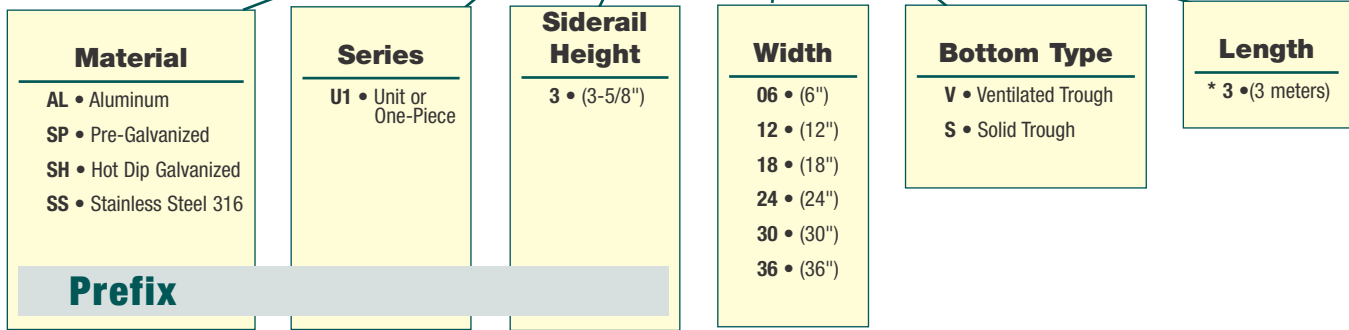 Material
AL • Aluminum
SP • Pre-Galvanized
SH • Hot Dip Galvanized
SS • Stainless Steel 316
Series
U1 • Unit or
One-Piece
Siderail
Height
3 • (3-5/8")
Prefix
Width
06 • (6")
12 • (12")
18 • (18")
24 • (24")
30 • (30")
36 • (36")
Bottom Type
V • Ventilated Trough
S • Solid Trough
Length
* 3 •(3 meters)